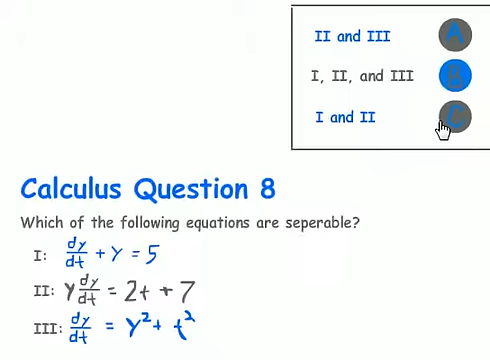 II and III A
I, II, and III B
I and II C
Calculus Question 8
Which of the following equations are seperable?
I: dy/dt + y = 5
II: y dy/dt = 2t + 7
III: dy/dt = y² + t²